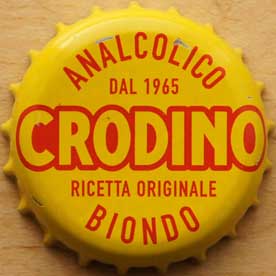 ANALCOLICO
DAL 1965
CRODINO
RICETTA ORIGINALE
BIONDO